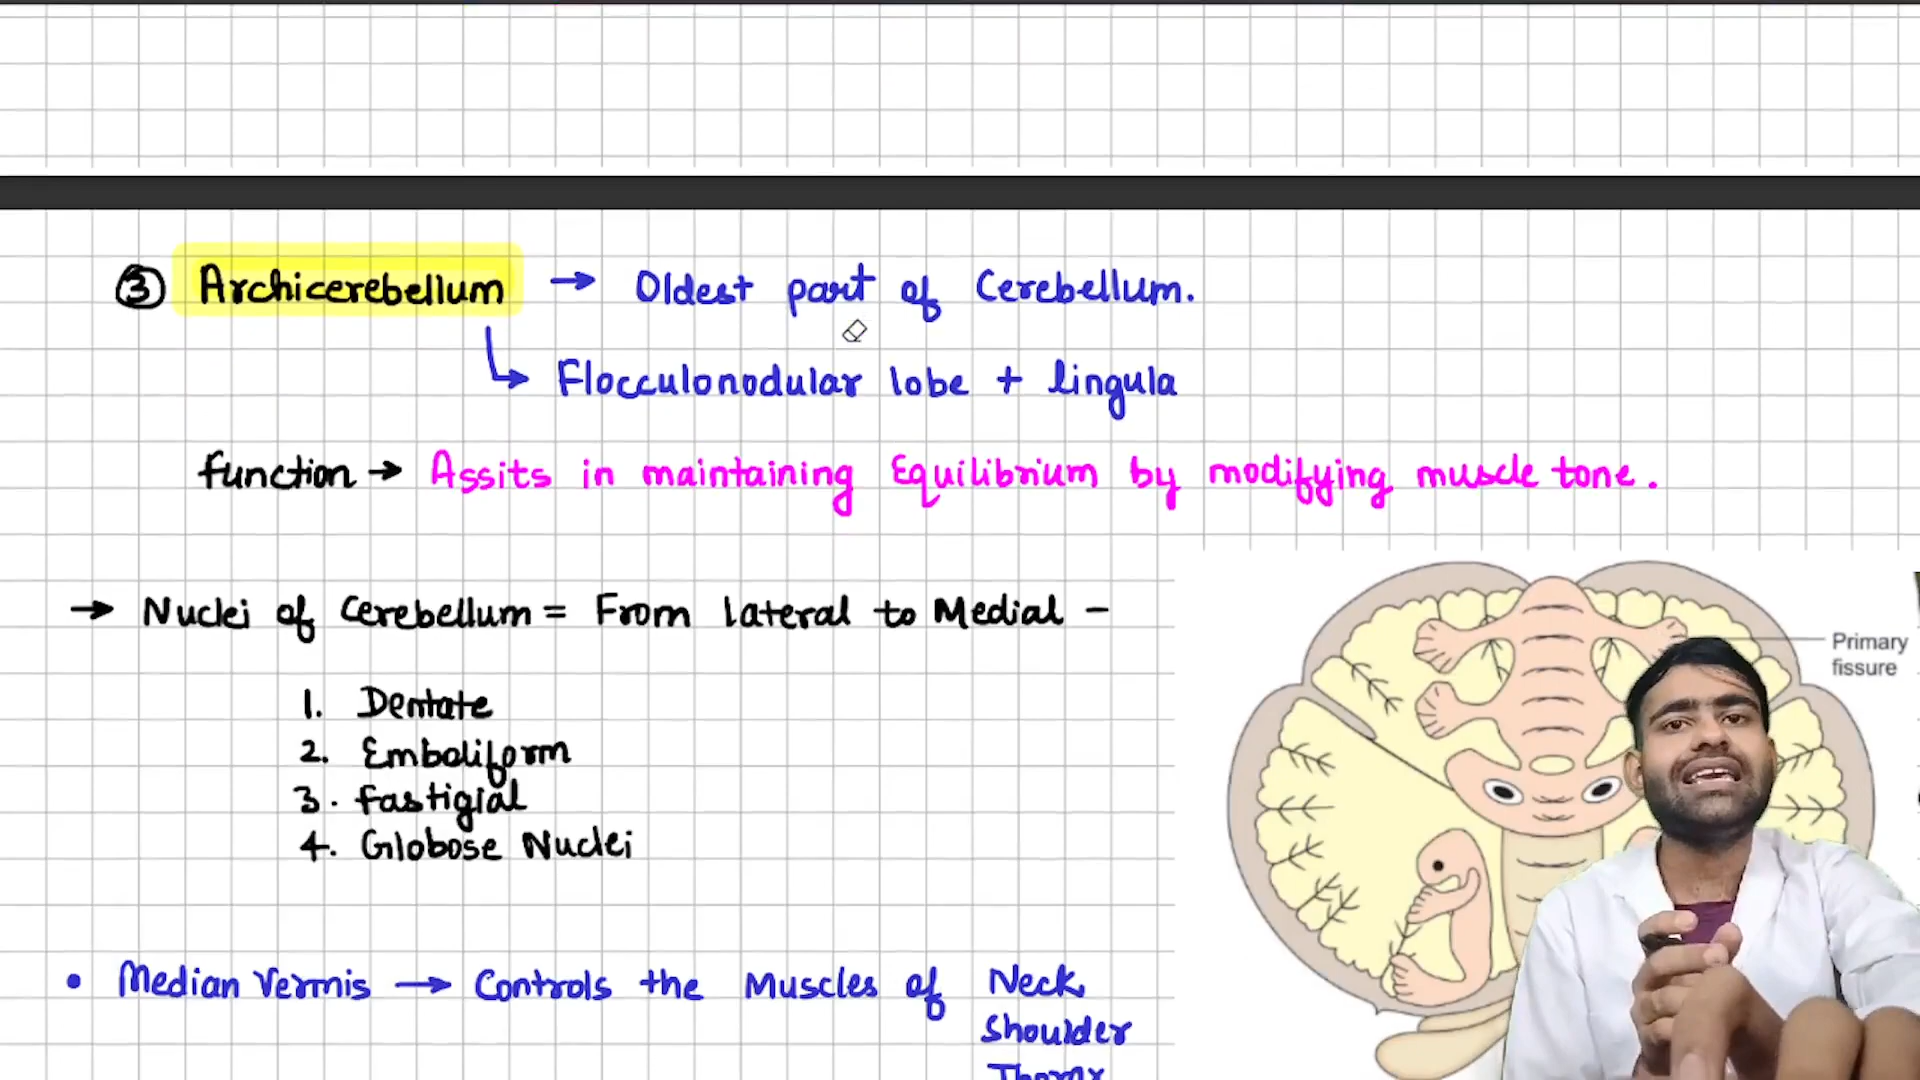 ③ Archicerebellum → Oldest part of Cerebellum.
↳ Flocculonodular lobe + lingula
function → Assits in maintaining Equilibrium by modifying muscle tone.
→ Nuclei of Cerebellum = From Lateral to Medial -
1. Dentate
2. Emboliform
3. Fastigial
4. Globose Nuclei
Primary
fissure
• Median Vermis → Controls the Muscles of Neck
Shoulder
Thorax